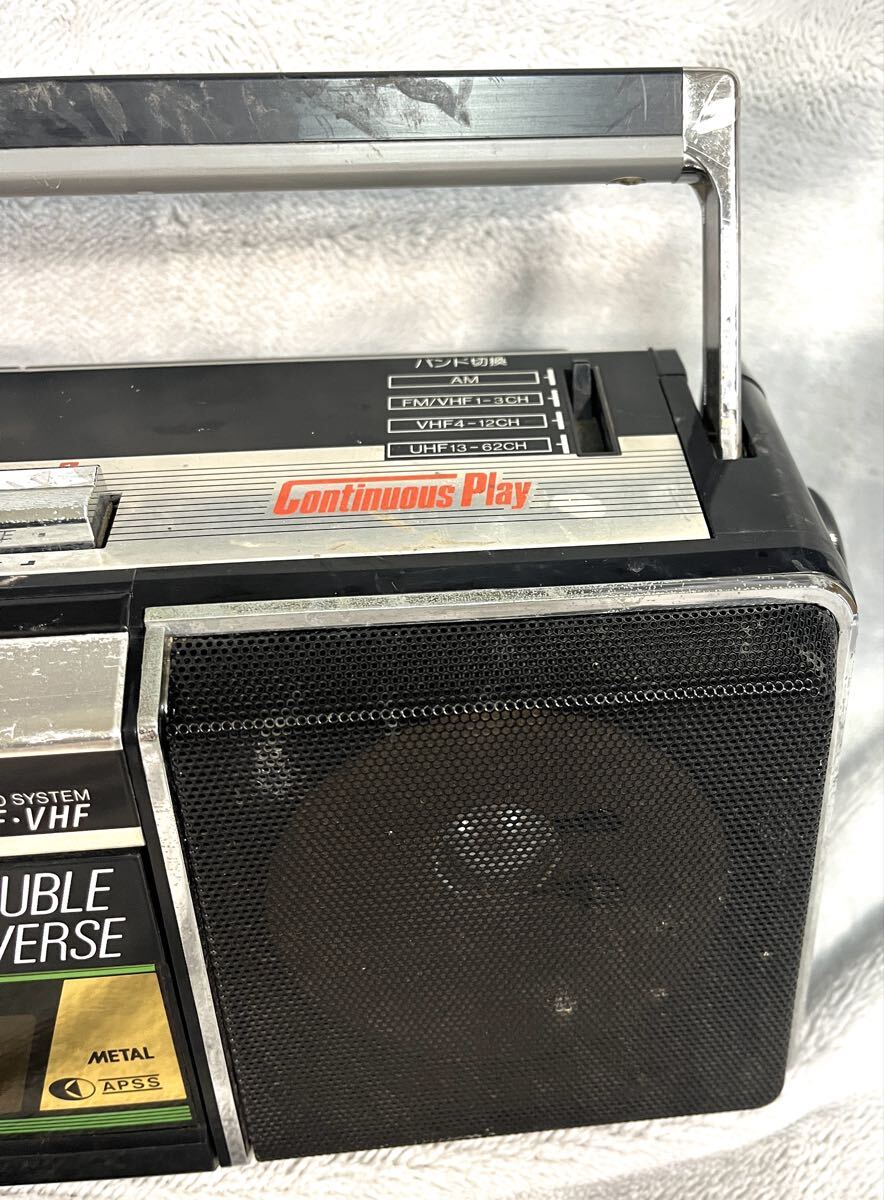 バンド切換
AM
FM/VHF1-3CH
VHF4-12CH
UHF13-62CH
Continuous Play
SYSTEM
VHF
UBLE
VERSE
METAL
APSS